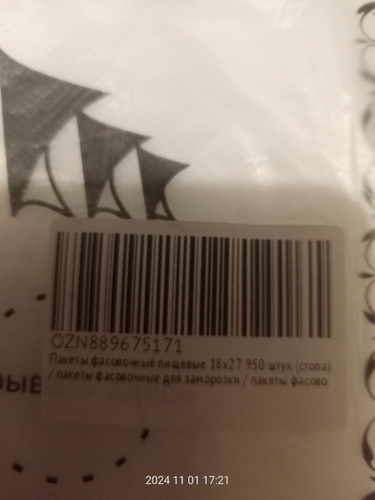 OZN889675171
Пакеты фасовочные пищевые 18x27 950 штук (стопа)
/ пакеты фасовочные для заморозки / пакеты фасово
ые
2024 11 01 17:21